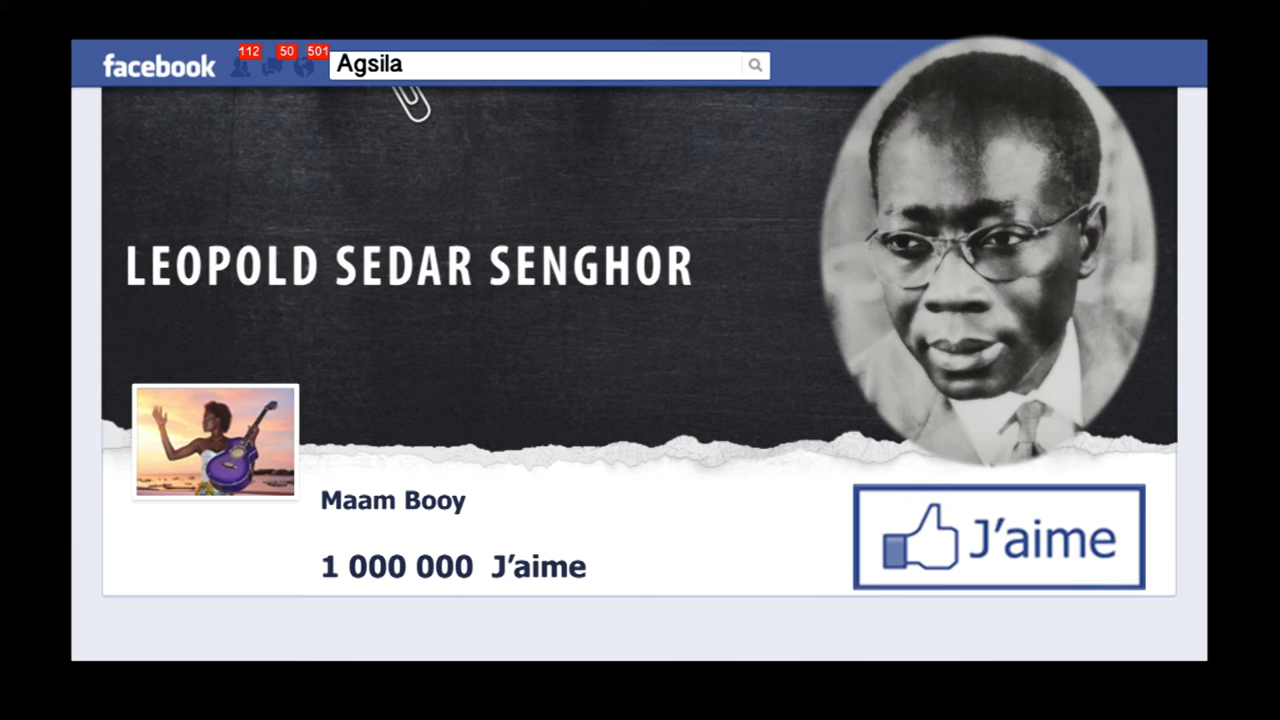 facebook
112 50 501
Agsila
LEOPOLD SEDAR SENGHOR
Maam Booy
1 000 000 J’aime
J’aime